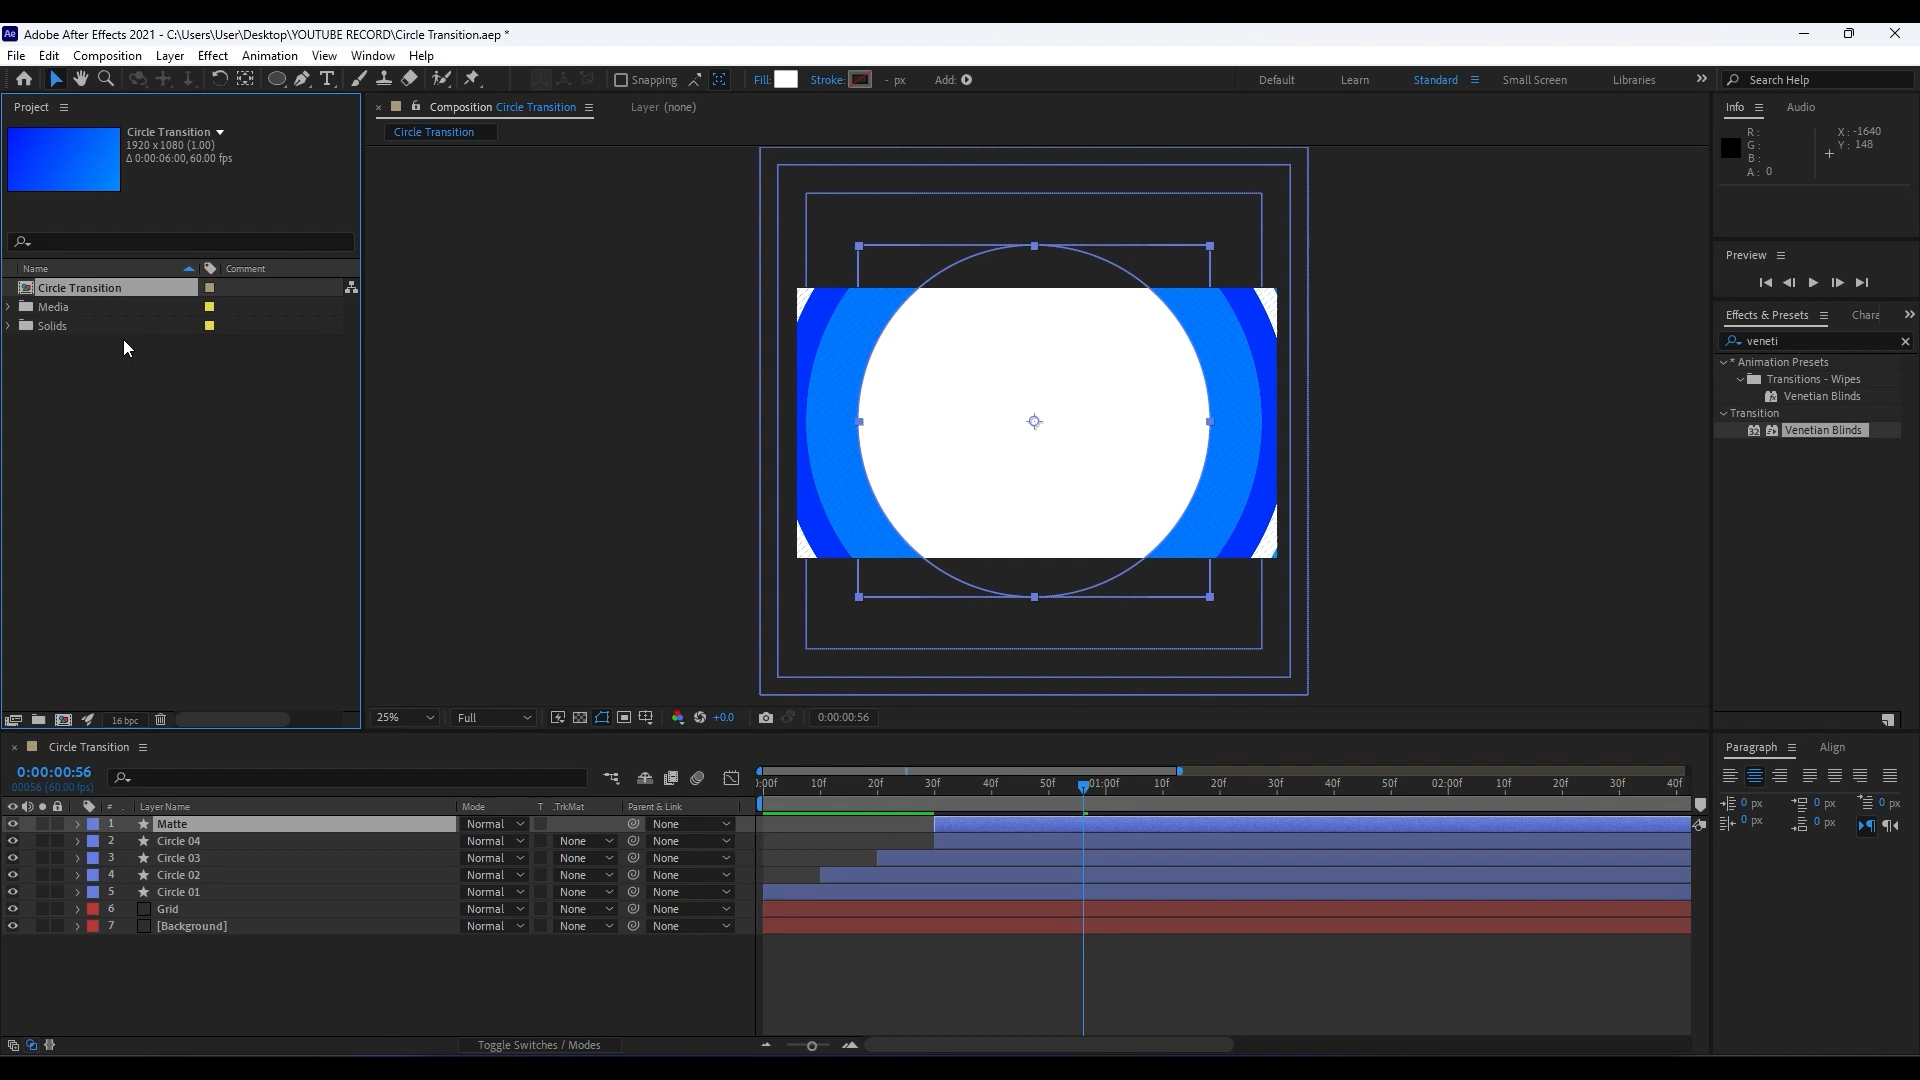 Ae Adobe After Effects 2021 - C:\Users\User\Desktop\YOUTUBE RECORD\Circle Transition.aep *
File Edit Composition Layer Effect Animation View Window Help
Snapping Fill: Stroke: - px Add: Default Learn Standard Small Screen Libraries Search Help
Project
Composition Circle Transition Layer (none)
Info Audio
Circle Transition
1920 x 1080 (1.00)
Δ 0:00:06:00, 60.00 fps
Circle Transition
R:
G:
B:
A: 0
X: -1640
Y: 148
Name Comment
Circle Transition
Media
Solids
Preview
Effects & Presets Chara
veneti
* Animation Presets
Transitions - Wipes
Venetian Blinds
Transition
32 Venetian Blinds
16 bpc
25% Full +0.0 0:00:00:56
Circle Transition
Paragraph Align
0:00:00:56
00056 (60.00 fps)
:00f 10f 20f 30f 40f 50f 01:00f 10f 20f 30f 40f 50f 02:00f 10f 20f 30f 40f
# Layer Name Mode T .TrkMat Parent & Link
1 Matte Normal None
2 Circle 04 Normal None None
3 Circle 03 Normal None None
4 Circle 02 Normal None None
5 Circle 01 Normal None None
6 Grid Normal None None
7 [Background] Normal None None
0 px 0 px 0 px
0 px 0 px
Toggle Switches / Modes